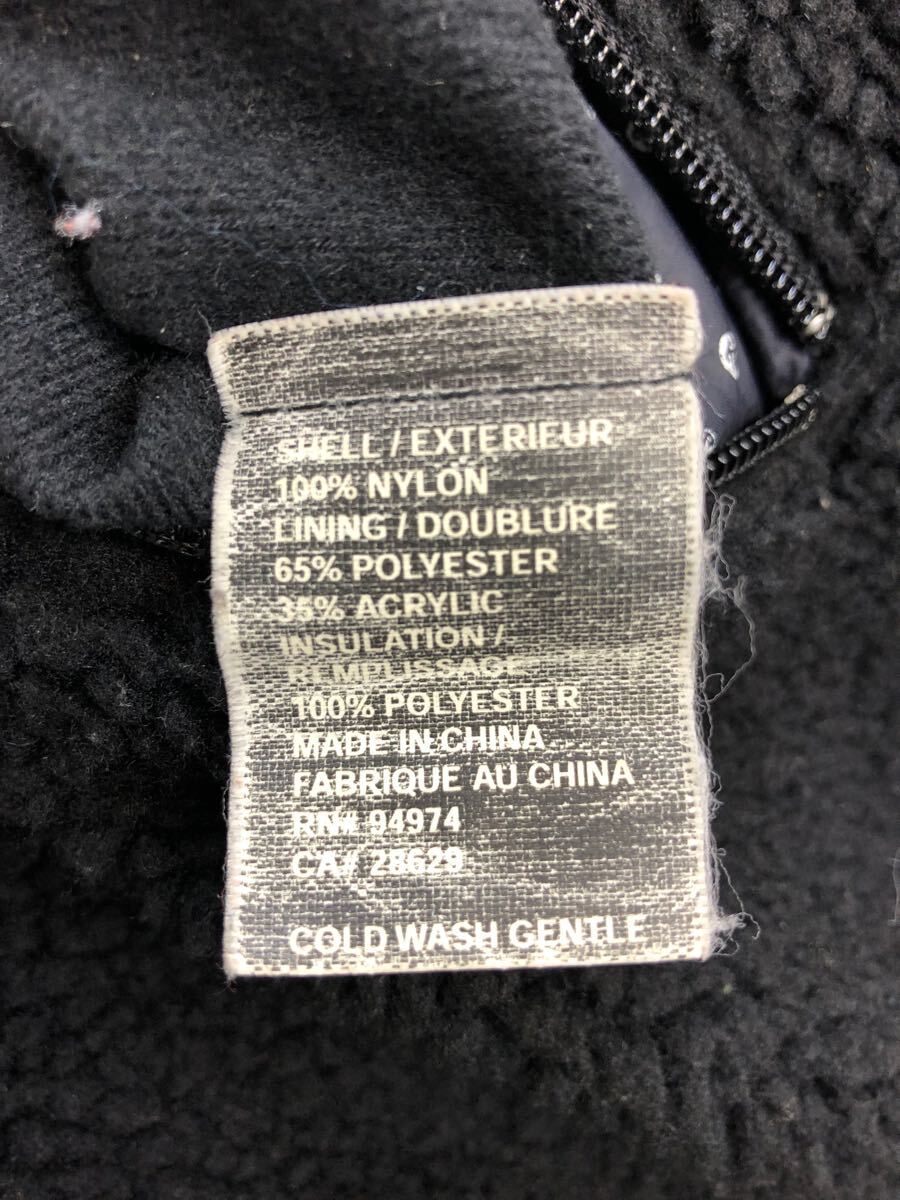 SHELL / EXTERIEUR
100% NYLON
LINING / DOUBLURE
65% POLYESTER
35% ACRYLIC
INSULATION /
REMPLISSAGE
100% POLYESTER
MADE IN CHINA
FABRIQUE AU CHINA
RN# 94974
CA# 28629
COLD WASH GENTLE